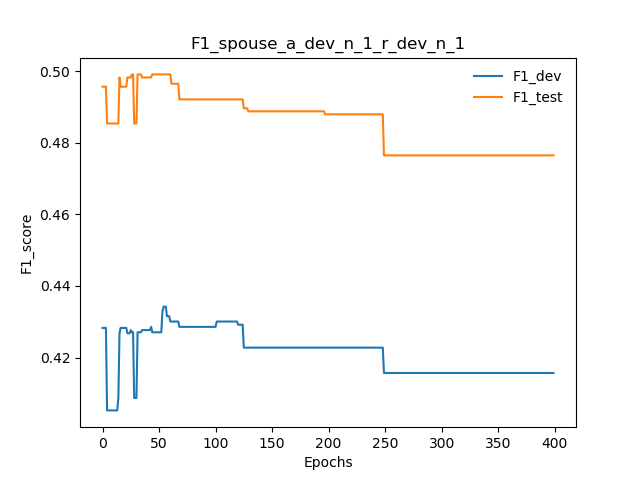 F1_spouse_a_dev_n_1_r_dev_n_1
F1_dev
F1_test
F1_score
0.50
0.48
0.46
0.44
0.42
0 50 100 150 200 250 300 350 400
Epochs